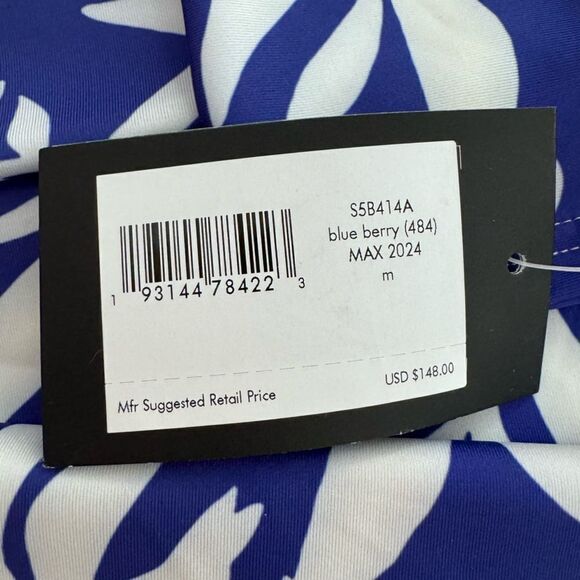 S5B414A
blue berry (484)
MAX 2024
m
1 93144 78422 3
Mfr Suggested Retail Price
USD $148.00